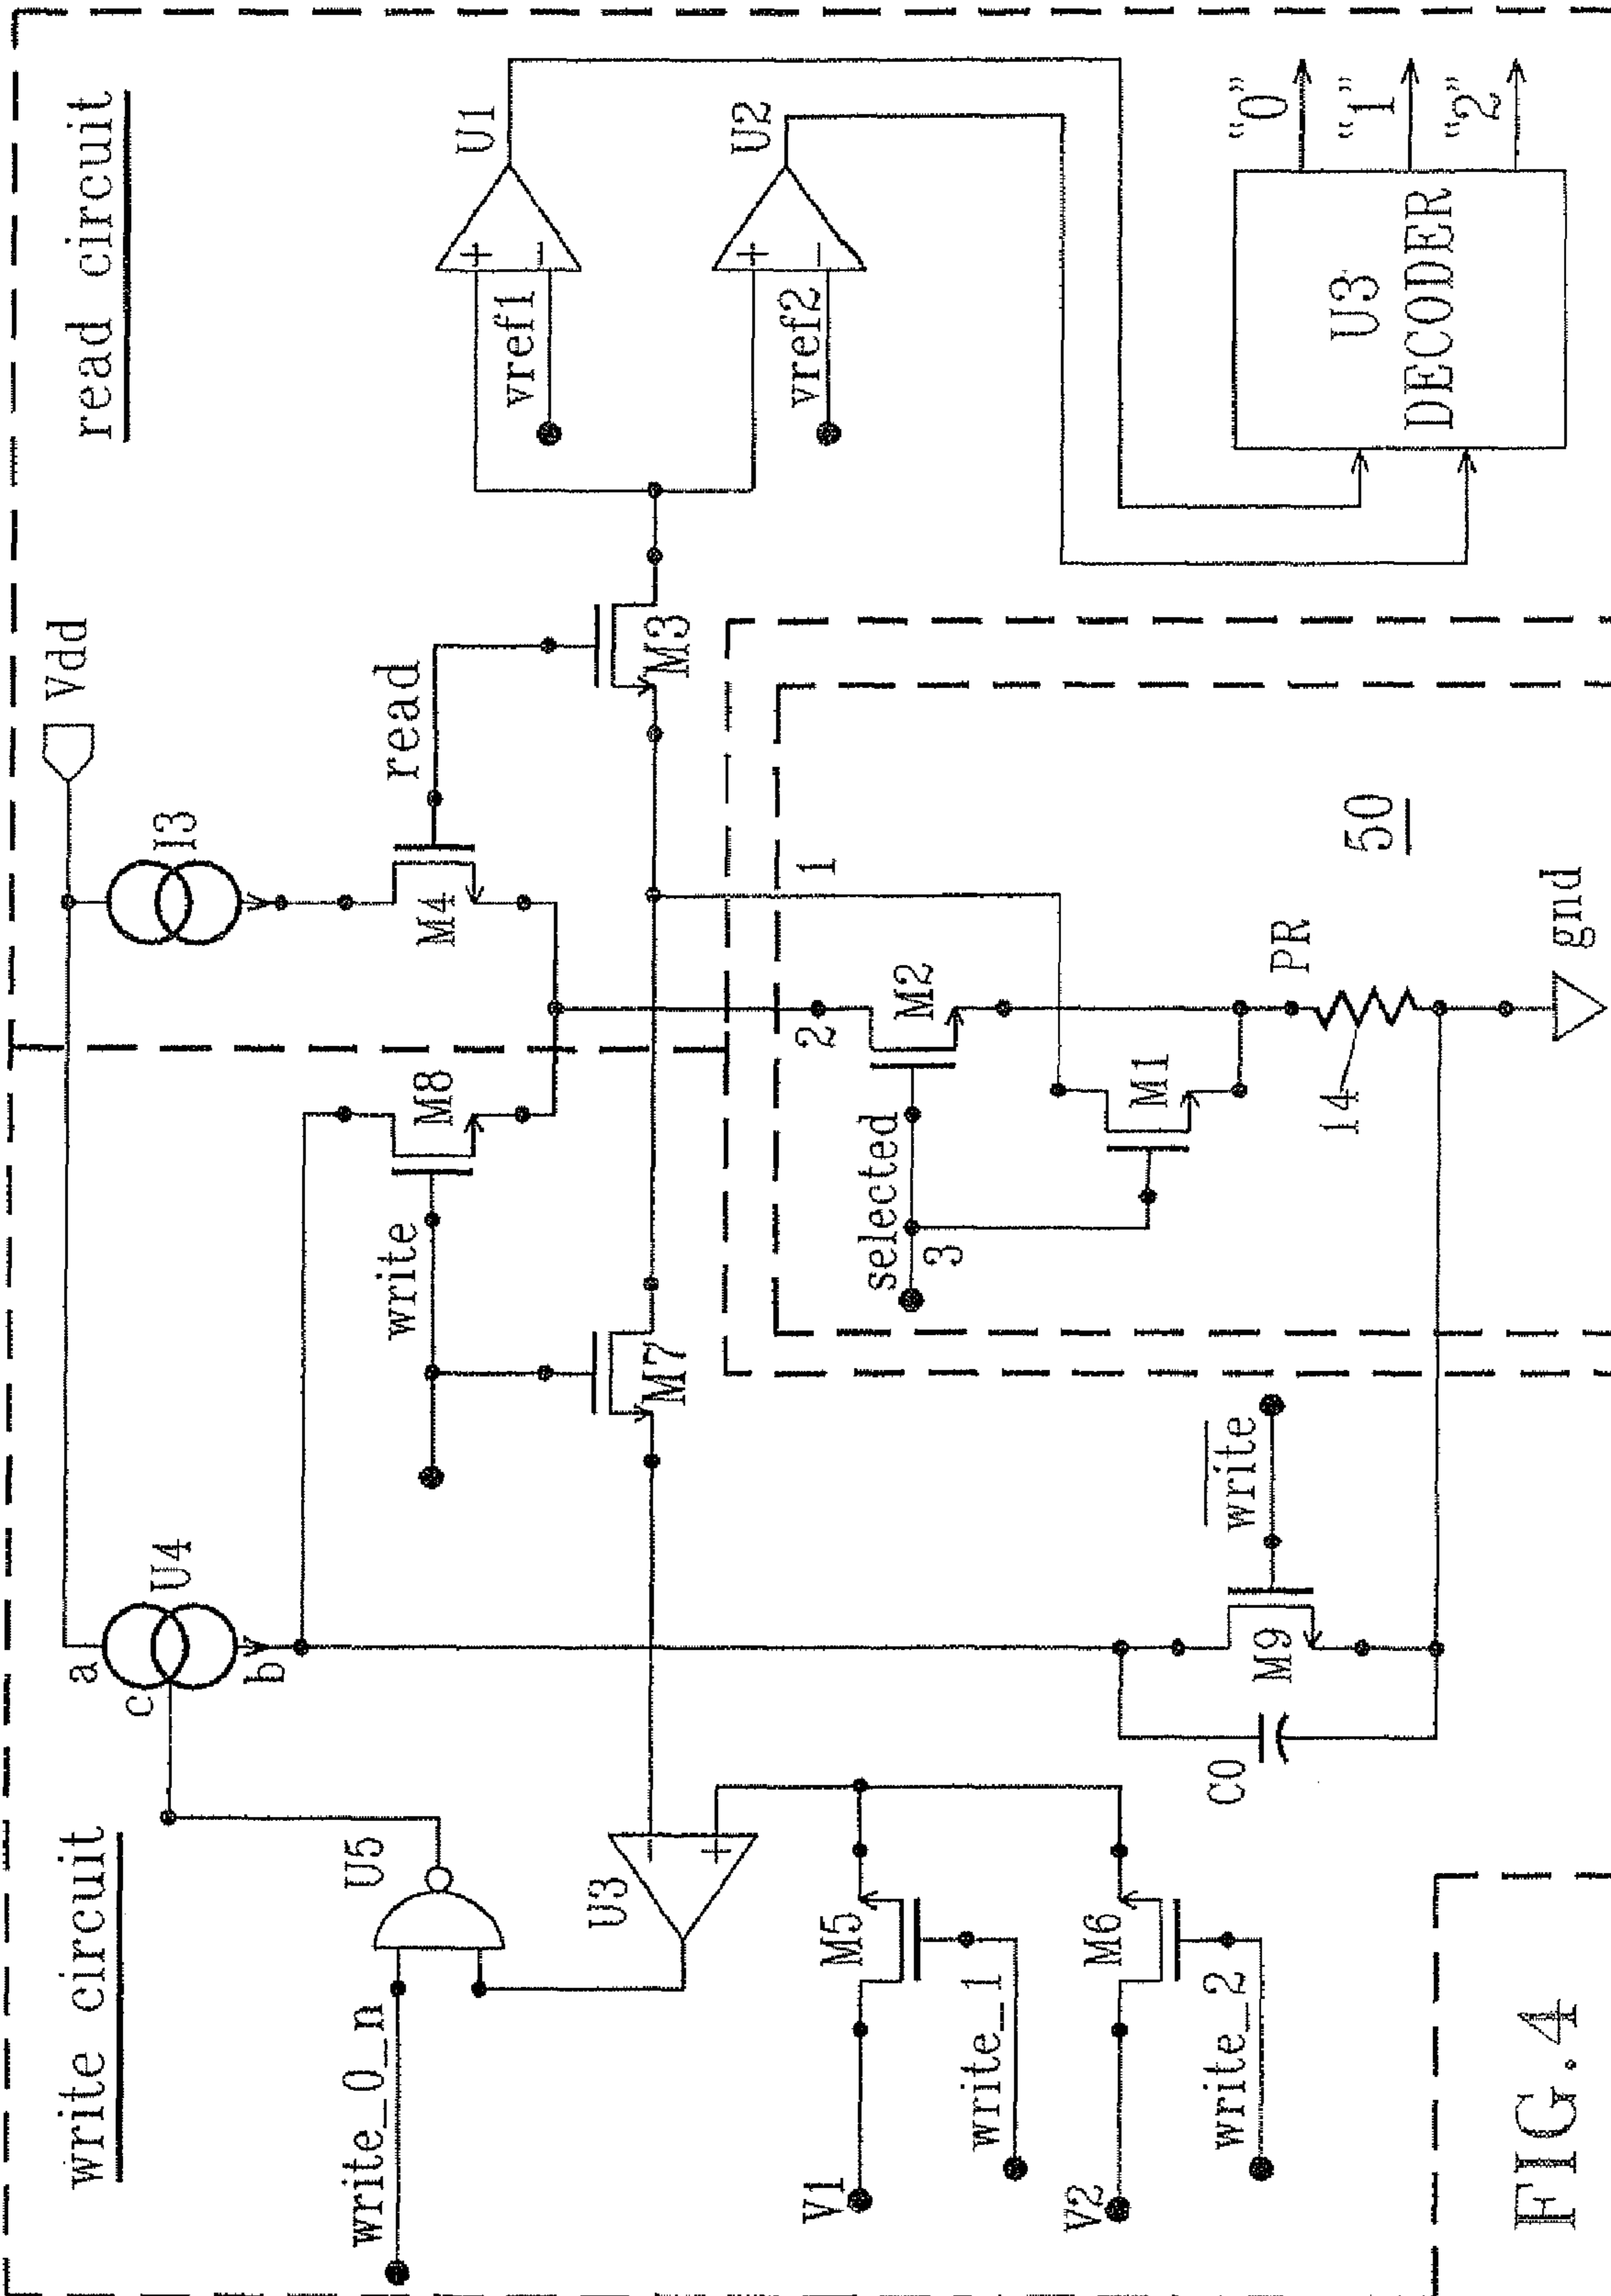 write circuit
read circuit
Vdd
a
U4
c
b
I3
U5
write_0_n
write
M8
M4
read
U1
+
−
vref1
U3
−
+
M7
M3
U2
+
−
vref2
V1
M5
write_1
V2
M6
write_2
selected
3
2
M2
1
M1
C0
M9
write
PR
14
50
gnd
U3
DECODER
"0"
"1"
"2"
FIG.4